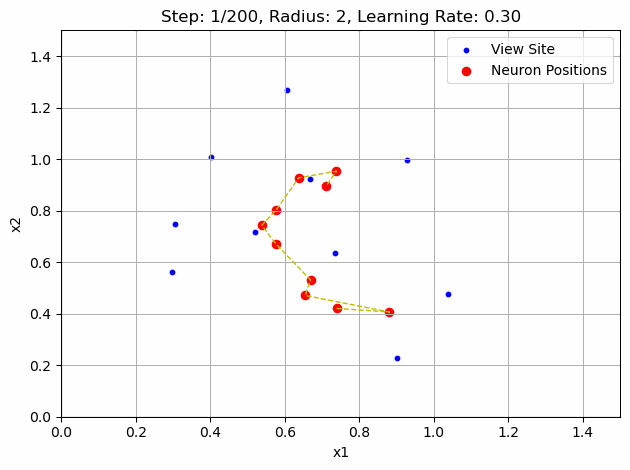 Step: 1/200, Radius: 2, Learning Rate: 0.30
View Site
Neuron Positions
1.4
1.2
1.0
0.8
0.6
0.4
0.2
0.0
x2
0.0 0.2 0.4 0.6 0.8 1.0 1.2 1.4
x1